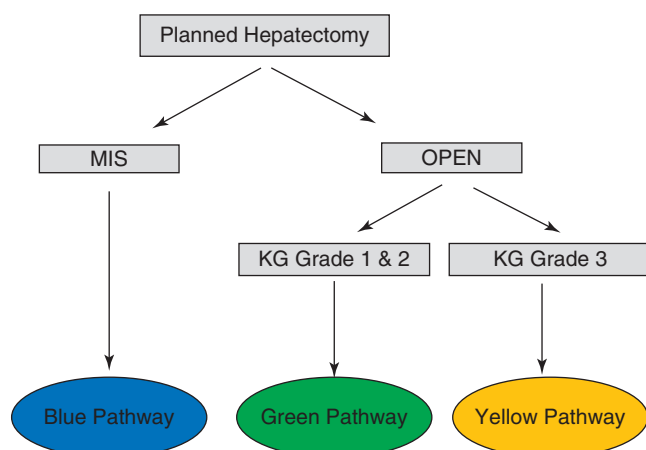 Planned Hepatectomy
MIS
OPEN
KG Grade 1 & 2
KG Grade 3
Blue Pathway
Green Pathway
Yellow Pathway